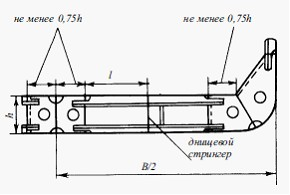 не менее 0,75h
не менее 0,75h
l
h
днищевой
стрингер
B/2